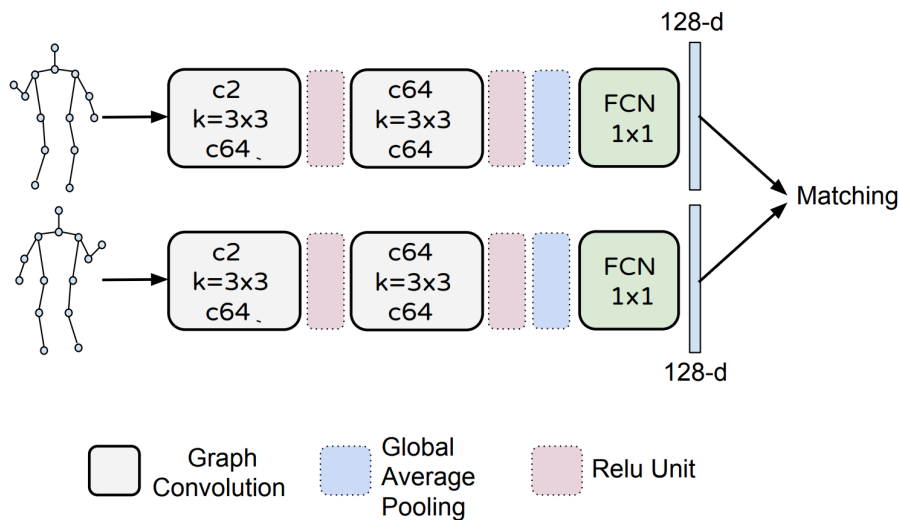 128-d
c2
k=3x3
c64
c64
k=3x3
c64
FCN
1x1
Matching
c2
k=3x3
c64
c64
k=3x3
c64
FCN
1x1
128-d
Graph
Convolution
Global
Average
Pooling
Relu Unit